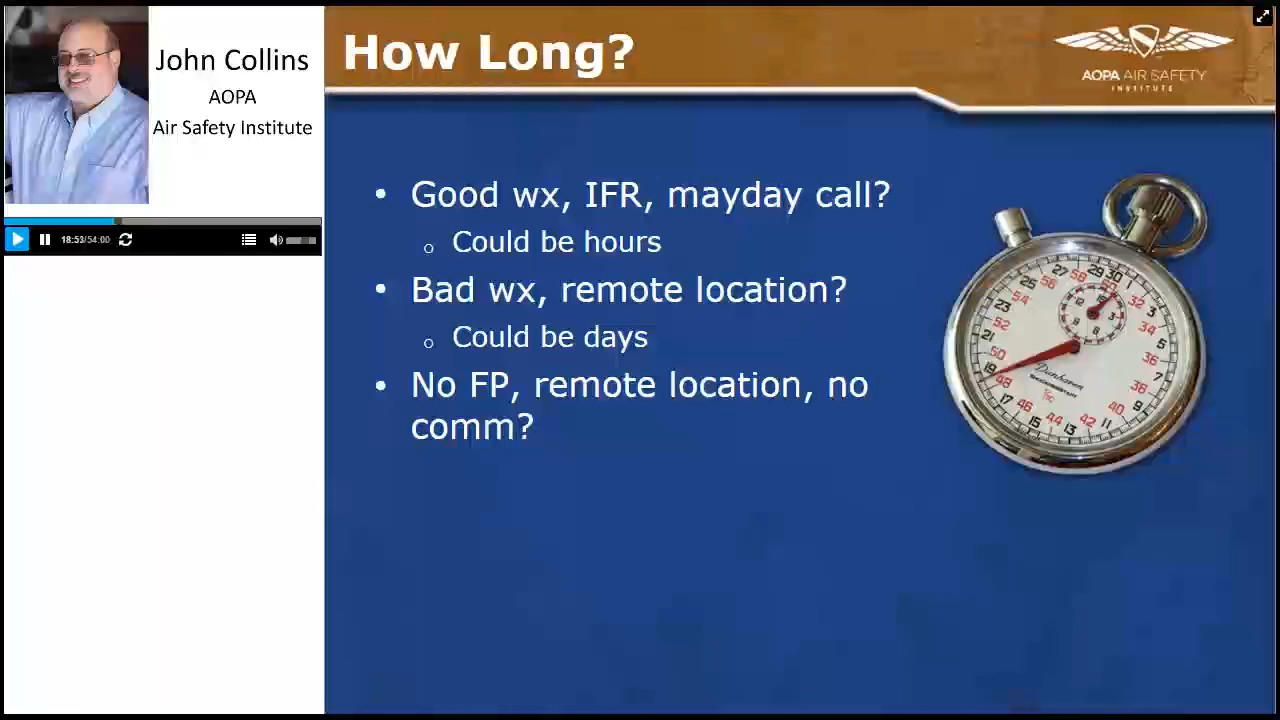 John Collins
AOPA
Air Safety Institute
18:53/54:00
How Long?
AOPA AIR SAFETY
INSTITUTE
• Good wx, IFR, mayday call?
o Could be hours
• Bad wx, remote location?
o Could be days
• No FP, remote location, no
comm?